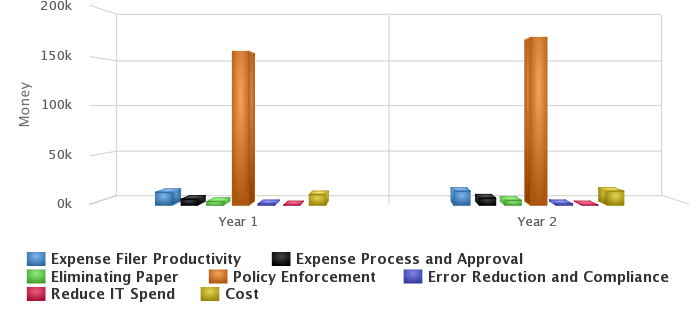 200k
150k
100k
50k
0k
Money
Year 1 Year 2
Expense Filer Productivity Expense Process and Approval
Eliminating Paper Policy Enforcement Error Reduction and Compliance
Reduce IT Spend Cost